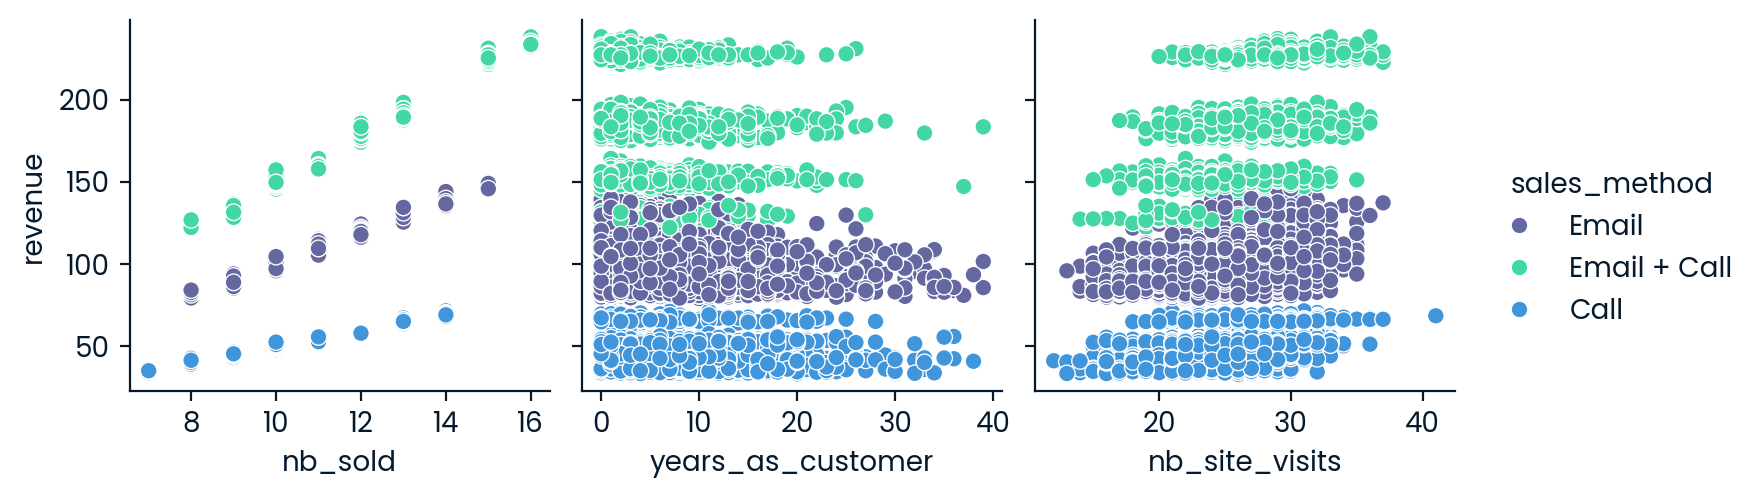 revenue
200
150
100
50
8 10 12 14 16
nb_sold
0 10 20 30 40
years_as_customer
20 30 40
nb_site_visits
sales_method
Email
Email + Call
Call